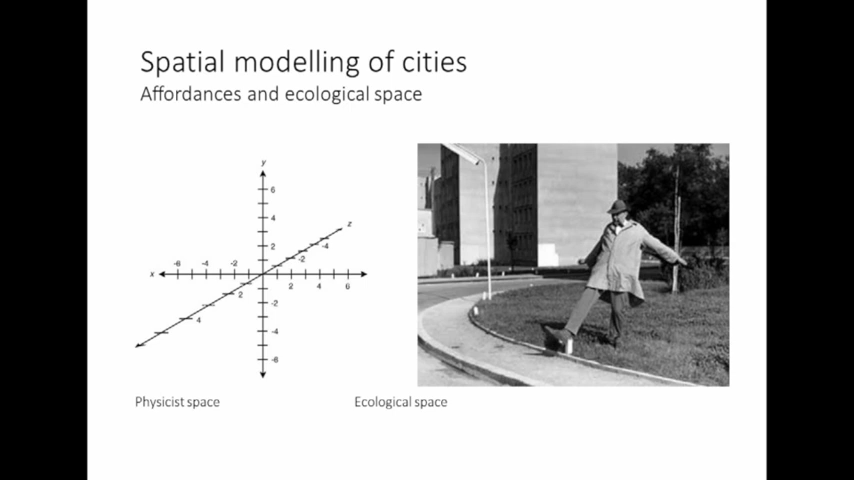 Spatial modelling of cities
Affordances and ecological space
y
6
4
z
2
-4
-6 -4 -2
-2
x
2
2 4 6
-2
4
-4
-6
Physicist space
Ecological space